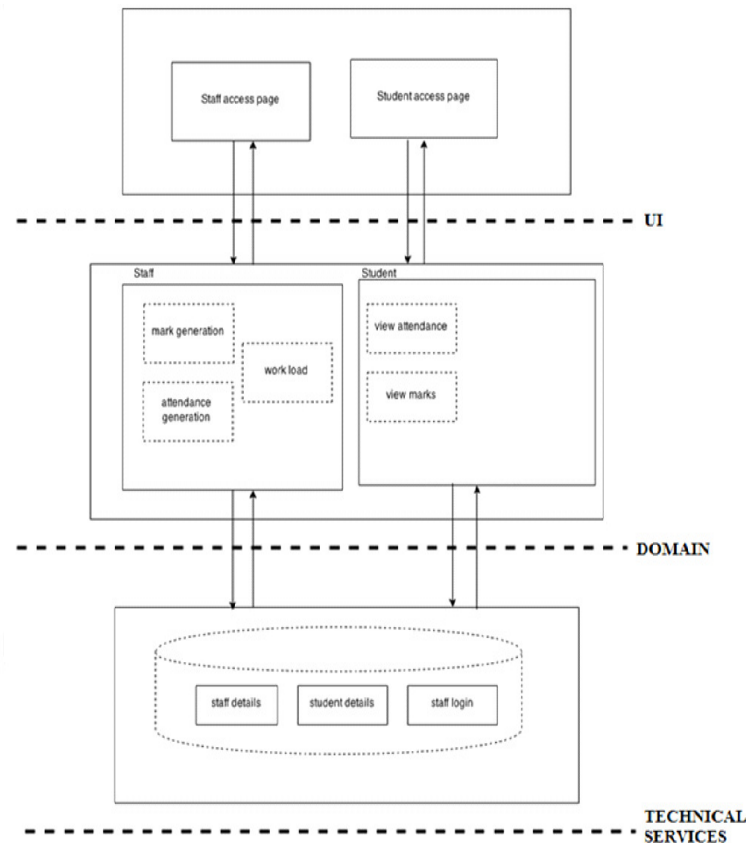 Staff access page
Student access page
UI
Staff
Student
mark generation
work load
attendance
generation
view attendance
view marks
DOMAIN
staff details
student details
staff login
TECHNICAL
SERVICES